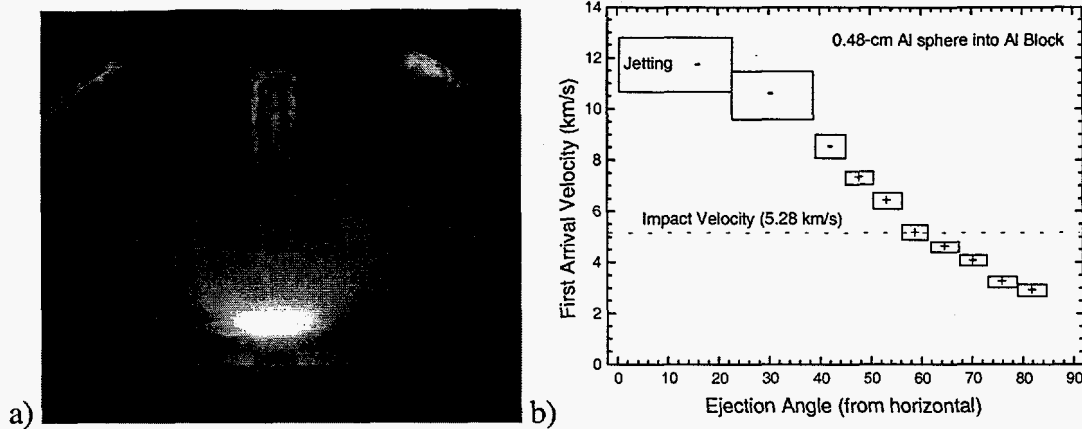 a)
b)
First Arrival Velocity (km/s)
14
12
10
8
6
4
2
0
0.48-cm Al sphere into Al Block
Jetting
Impact Velocity (5.28 km/s)
0 10 20 30 40 50 60 70 80 90
Ejection Angle (from horizontal)